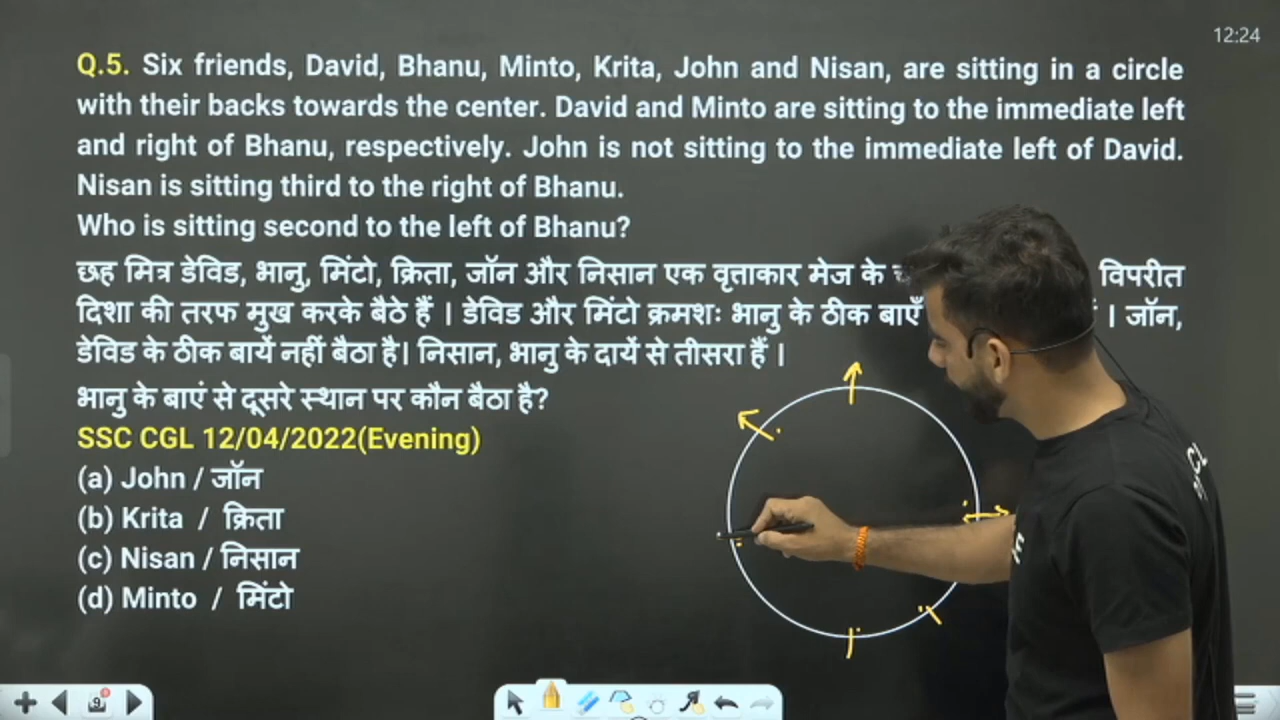 12:24
Q.5. Six friends, David, Bhanu, Minto, Krita, John and Nisan, are sitting in a circle
with their backs towards the center. David and Minto are sitting to the immediate left
and right of Bhanu, respectively. John is not sitting to the immediate left of David.
Nisan is sitting third to the right of Bhanu.
Who is sitting second to the left of Bhanu?
छह मित्र डेविड, भानु, मिंटो, क्रिता, जॉन और निसान एक वृत्ताकार मेज के विपरीत
दिशा की तरफ मुख करके बैठे हैं । डेविड और मिंटो क्रमशः भानु के ठीक बाएँ । जॉन,
डेविड के ठीक बायें नहीं बैठा है। निसान, भानु के दायें से तीसरा हैं ।
भानु के बाएं से दूसरे स्थान पर कौन बैठा है?
SSC CGL 12/04/2022(Evening)
(a) John / जॉन
(b) Krita / क्रिता
(c) Nisan / निसान
(d) Minto / मिंटो